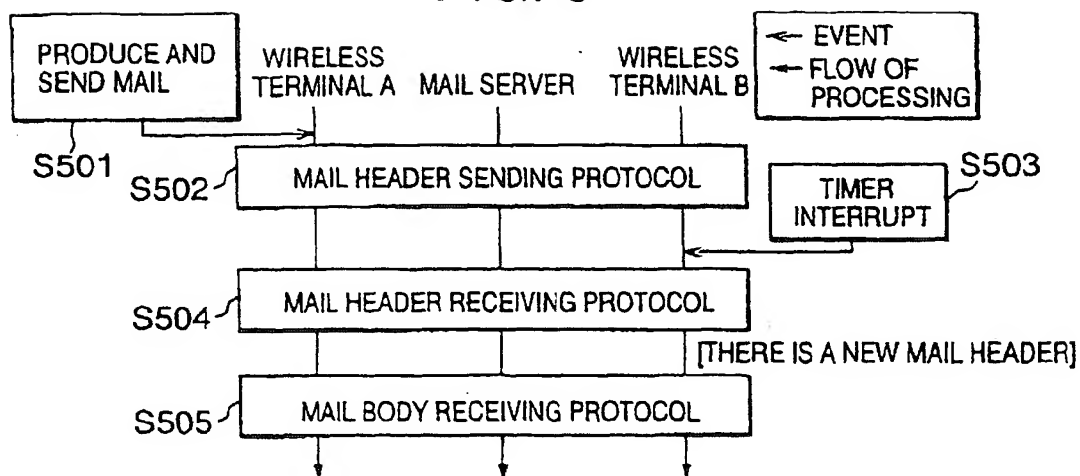 PRODUCE AND
SEND MAIL
WIRELESS
TERMINAL A
MAIL SERVER
WIRELESS
TERMINAL B
EVENT
FLOW OF
PROCESSING
S501
S502
MAIL HEADER SENDING PROTOCOL
S503
TIMER
INTERRUPT
S504
MAIL HEADER RECEIVING PROTOCOL
[THERE IS A NEW MAIL HEADER]
S505
MAIL BODY RECEIVING PROTOCOL